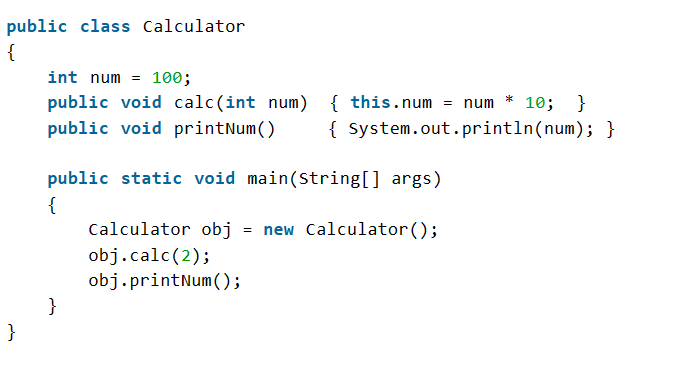 public class Calculator
{
    int num = 100;
    public void calc(int num)  { this.num = num * 10;  }
    public void printNum()     { System.out.println(num); }

    public static void main(String[] args)
    {
        Calculator obj = new Calculator();
        obj.calc(2);
        obj.printNum();
    }
}